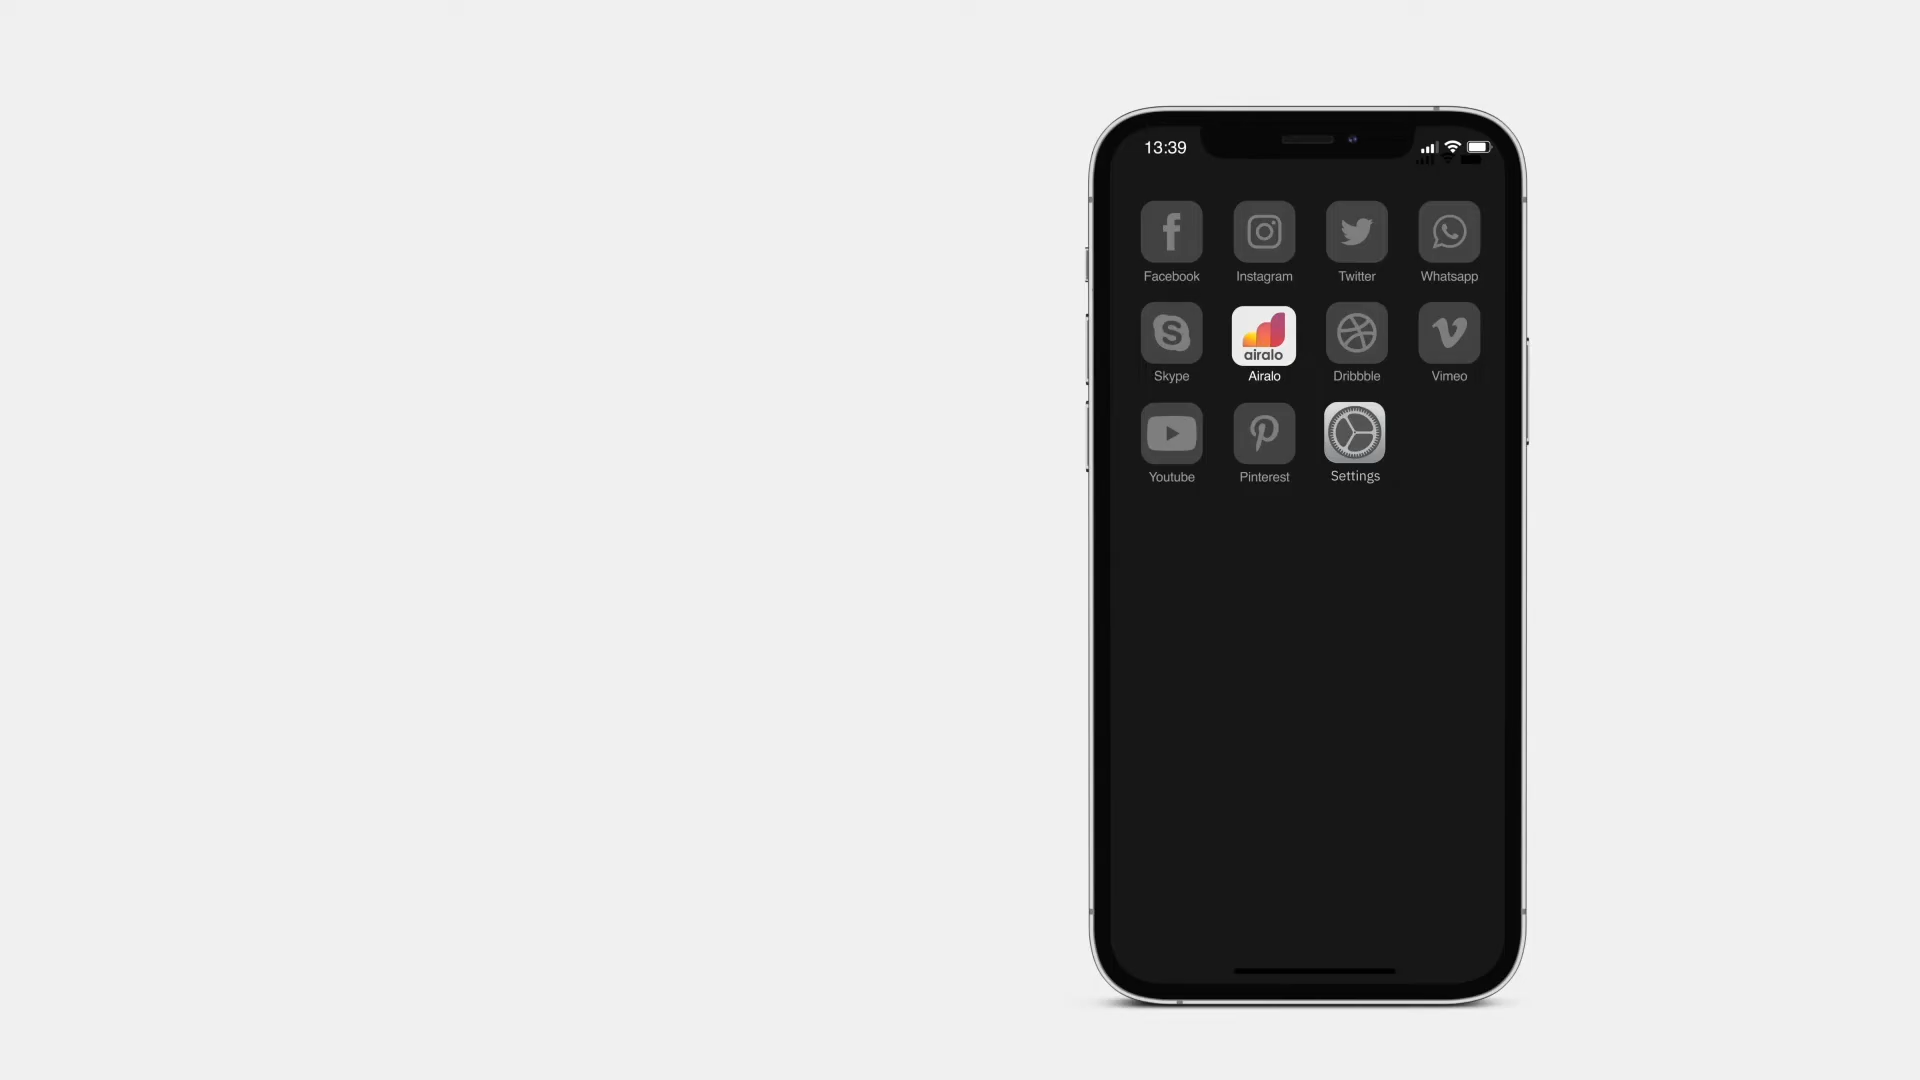 13:39
Facebook Instagram Twitter Whatsapp
airalo
Skype Airalo Dribbble Vimeo
Youtube Pinterest Settings